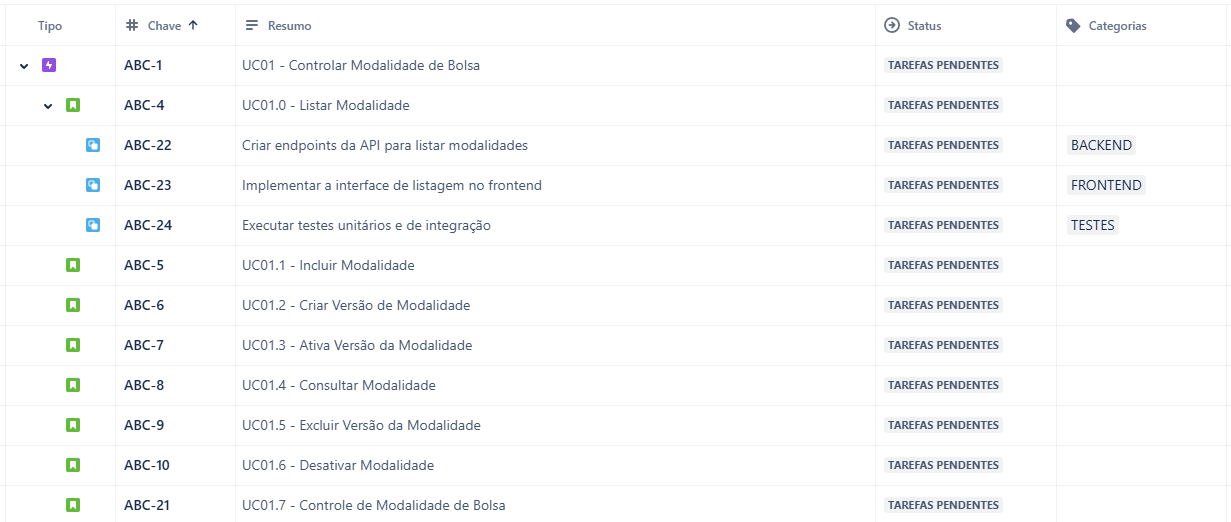 Tipo # Chave ↑ Resumo Status Categorias
ABC-1 UC01 - Controlar Modalidade de Bolsa TAREFAS PENDENTES
ABC-4 UC01.0 - Listar Modalidade TAREFAS PENDENTES
ABC-22 Criar endpoints da API para listar modalidades TAREFAS PENDENTES BACKEND
ABC-23 Implementar a interface de listagem no frontend TAREFAS PENDENTES FRONTEND
ABC-24 Executar testes unitários e de integração TAREFAS PENDENTES TESTES
ABC-5 UC01.1 - Incluir Modalidade TAREFAS PENDENTES
ABC-6 UC01.2 - Criar Versão de Modalidade TAREFAS PENDENTES
ABC-7 UC01.3 - Ativa Versão da Modalidade TAREFAS PENDENTES
ABC-8 UC01.4 - Consultar Modalidade TAREFAS PENDENTES
ABC-9 UC01.5 - Excluir Versão da Modalidade TAREFAS PENDENTES
ABC-10 UC01.6 - Desativar Modalidade TAREFAS PENDENTES
ABC-21 UC01.7 - Controle de Modalidade de Bolsa TAREFAS PENDENTES